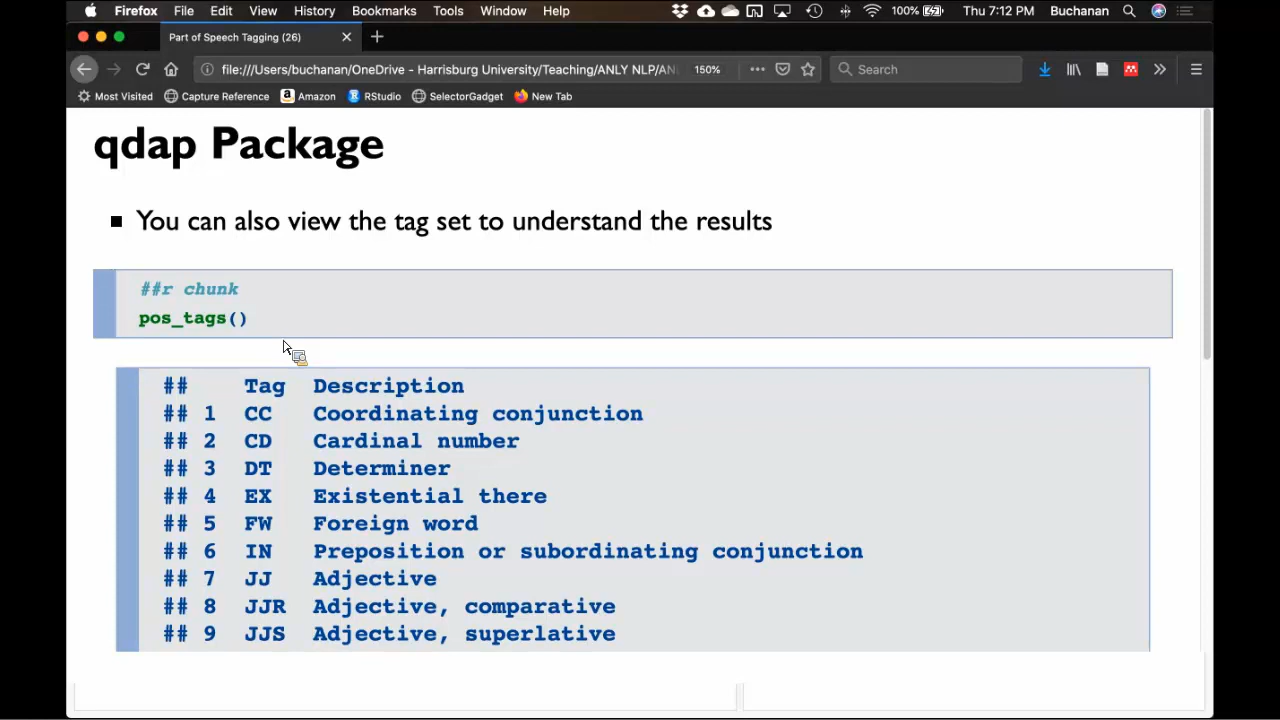 Firefox File Edit View History Bookmarks Tools Window Help 100% Thu 7:12 PM Buchanan
Part of Speech Tagging (26)
file:///Users/buchanan/OneDrive - Harrisburg University/Teaching/ANLY NLP/AN 150% Search
Most Visited Capture Reference Amazon RStudio SelectorGadget New Tab
qdap Package
You can also view the tag set to understand the results
##r chunk
pos_tags()
## Tag Description
## 1 CC Coordinating conjunction
## 2 CD Cardinal number
## 3 DT Determiner
## 4 EX Existential there
## 5 FW Foreign word
## 6 IN Preposition or subordinating conjunction
## 7 JJ Adjective
## 8 JJR Adjective, comparative
## 9 JJS Adjective, superlative